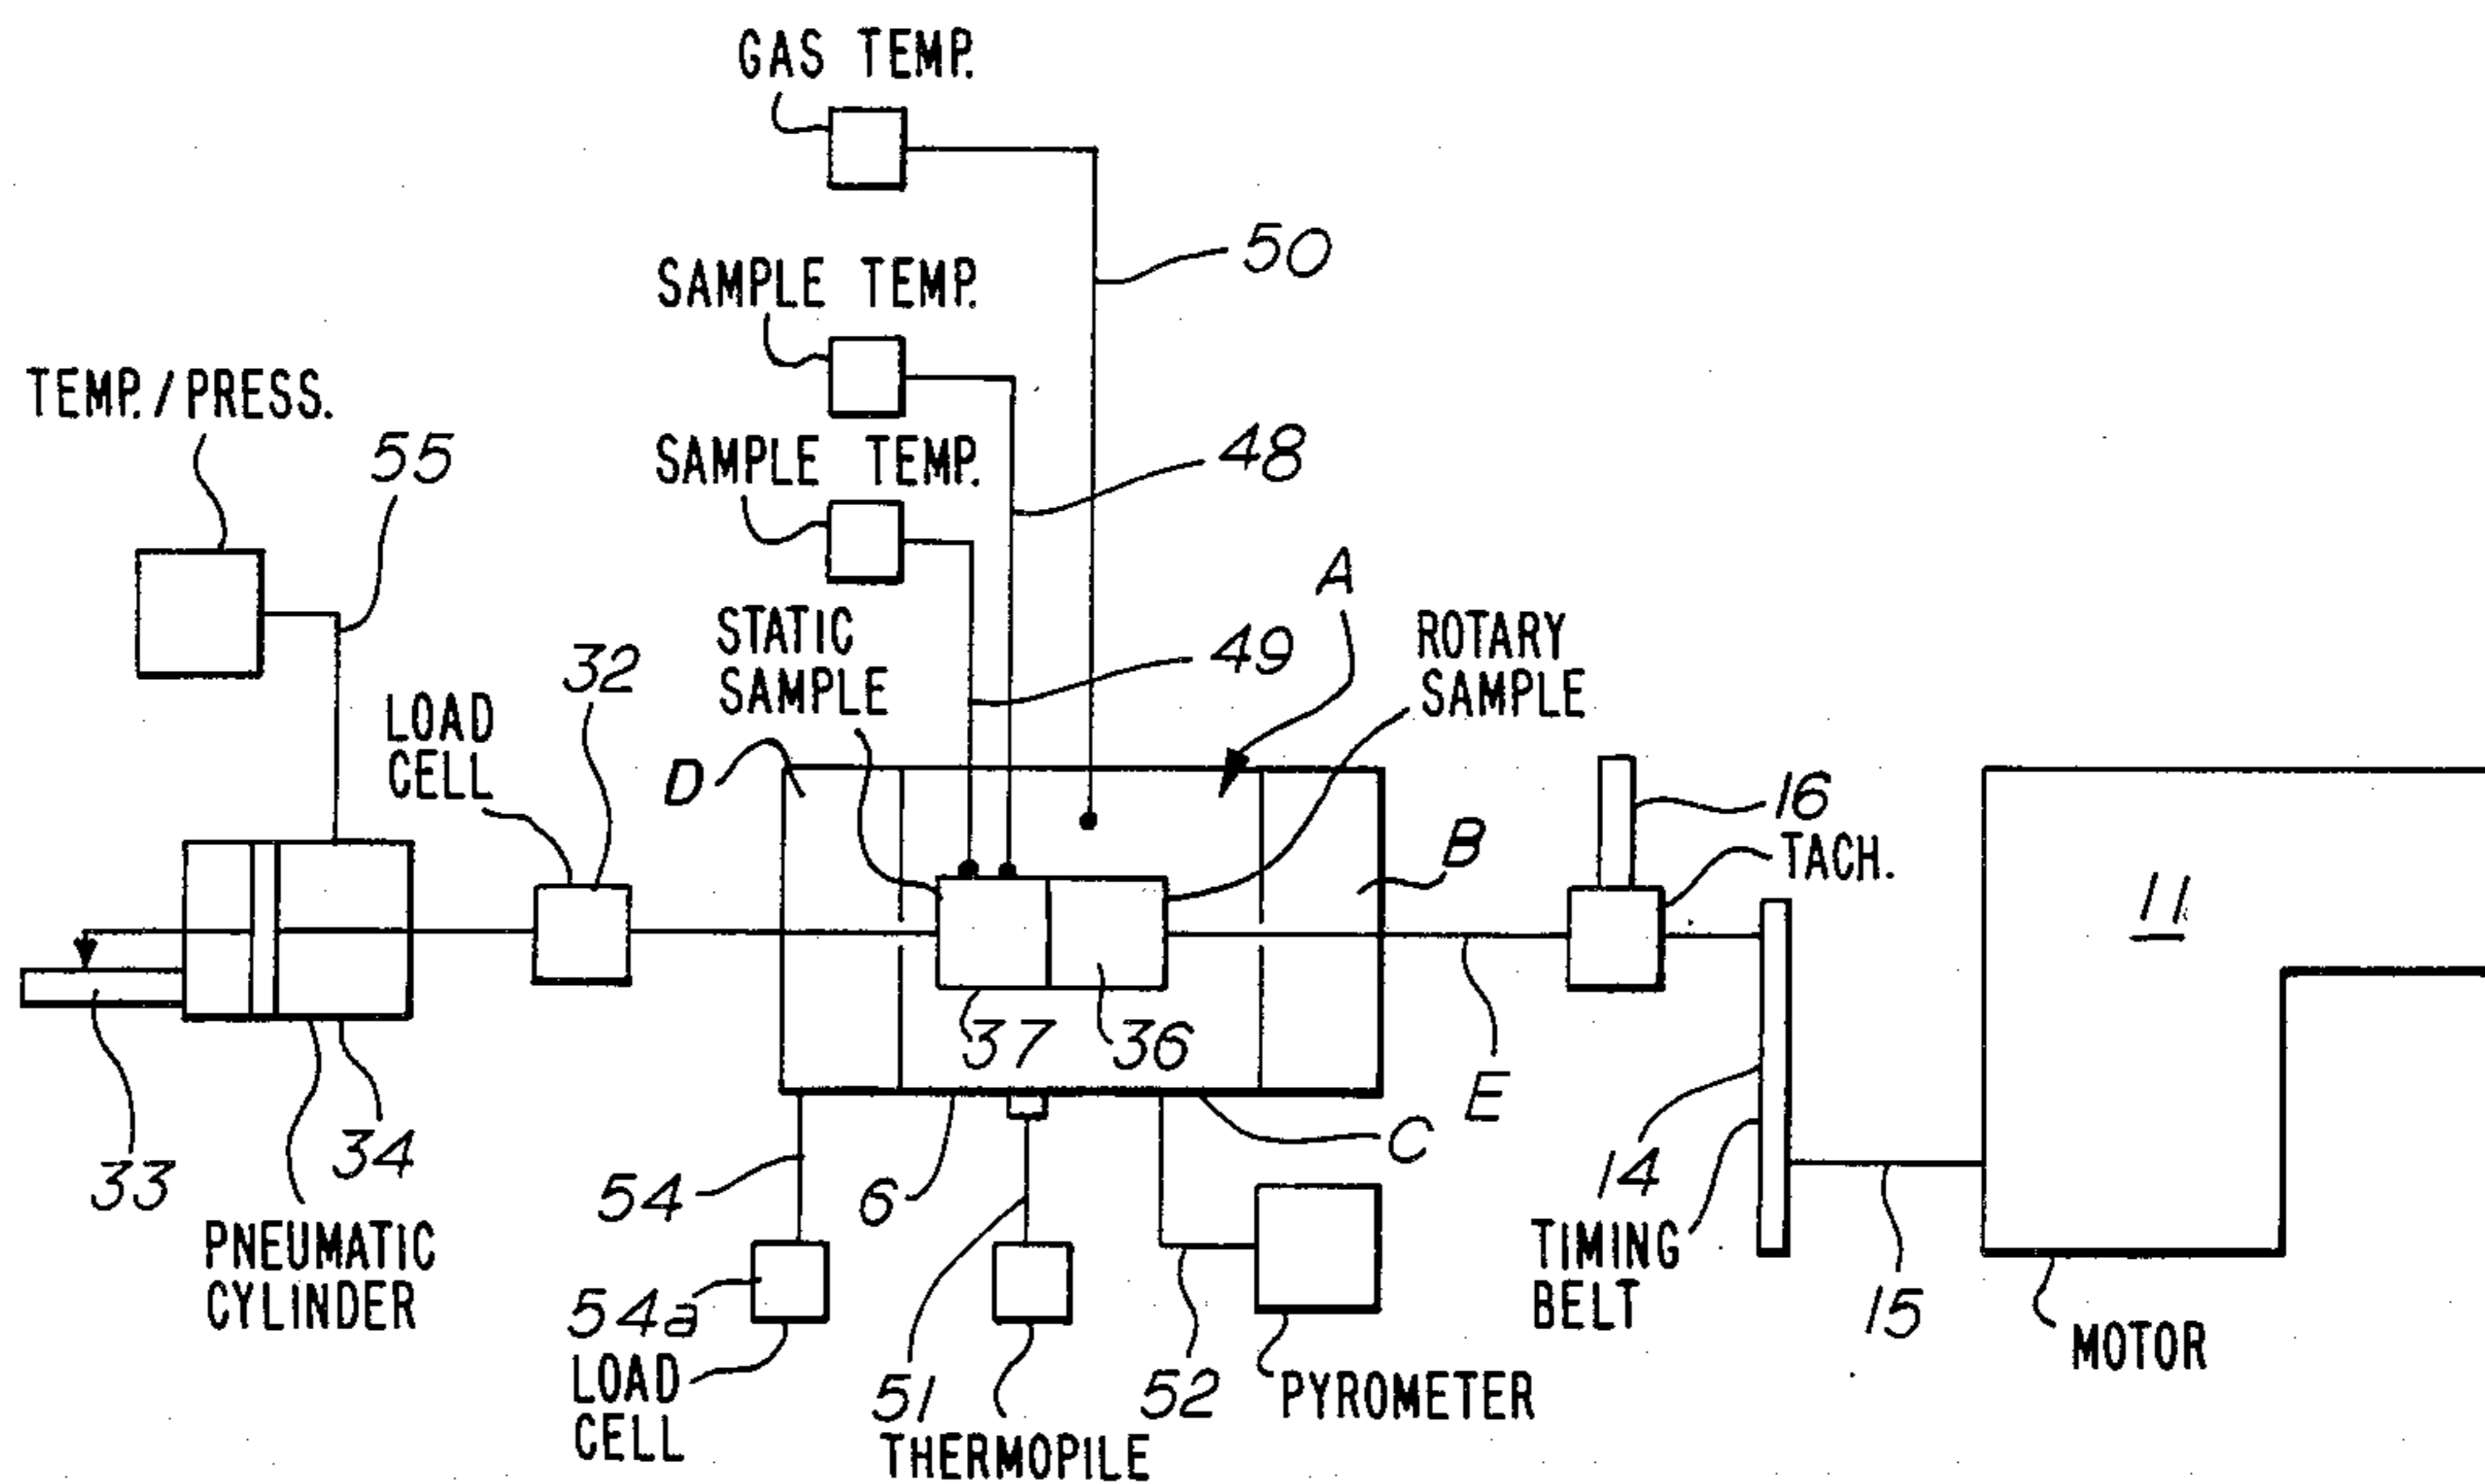 GAS TEMP.
50
SAMPLE TEMP.
TEMP./PRESS.
55
SAMPLE TEMP.
48
A
STATIC
SAMPLE
49
ROTARY
SAMPLE
32
LOAD
CELL
D
B
16
TACH.
11
37
36
E
33
34
54
6
C
14
TIMING
BELT
15
PNEUMATIC
CYLINDER
54a
LOAD
CELL
51
THERMOPILE
52
PYROMETER
MOTOR